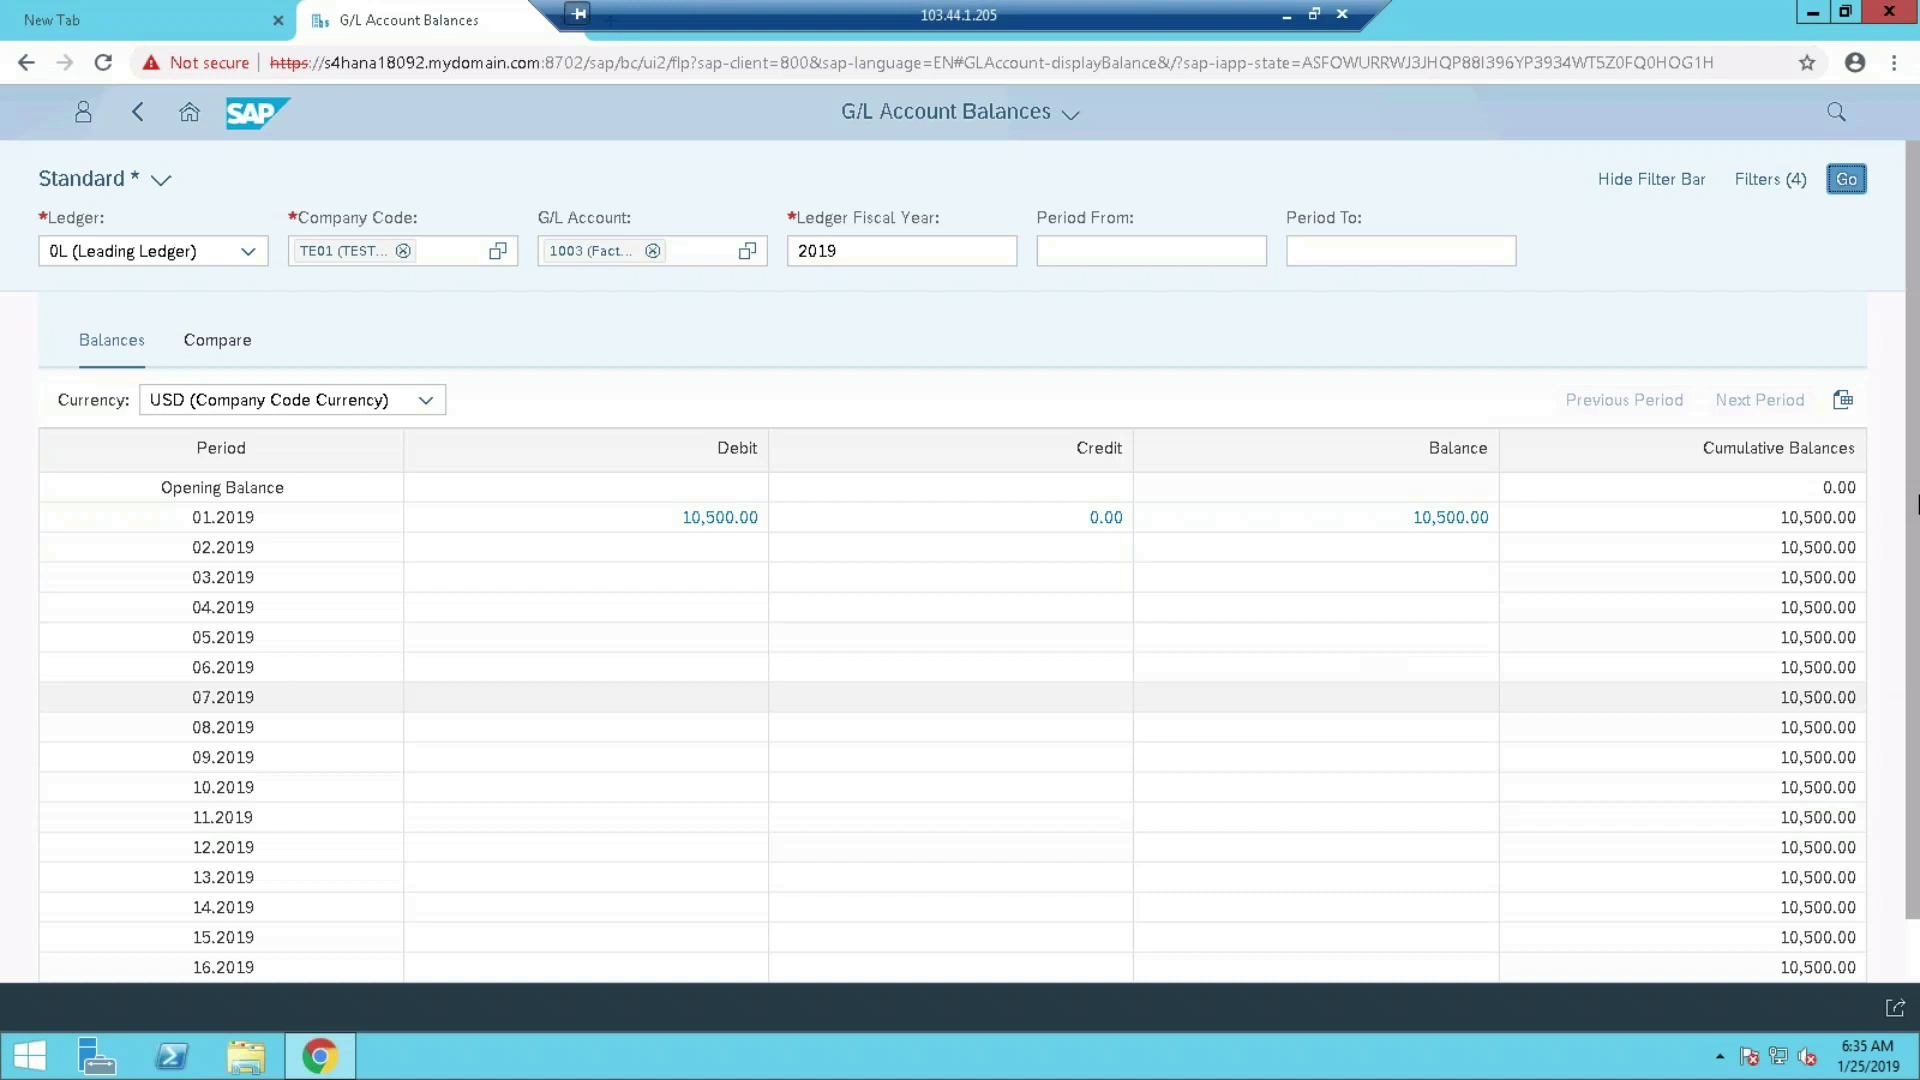 New Tab
G/L Account Balances
103.44.1.205
Not secure | https://s4hana18092.mydomain.com:8702/sap/bc/ui2/flp?sap-client=800&sap-language=EN#GLAccount-displayBalance&/?sap-iapp-state=ASFOWURRWJ3JHQP88I396YP3934WT5Z0FQ0HOG1H
SAP
G/L Account Balances
Standard *
Hide Filter Bar Filters (4) Go
*Ledger: *Company Code: G/L Account: *Ledger Fiscal Year: Period From: Period To:
0L (Leading Ledger) TE01 (TEST... 1003 (Fact... 2019
Balances Compare
Currency: USD (Company Code Currency) Previous Period Next Period
Period Debit Credit Balance Cumulative Balances
Opening Balance 0.00
01.2019 10,500.00 0.00 10,500.00 10,500.00
02.2019 10,500.00
03.2019 10,500.00
04.2019 10,500.00
05.2019 10,500.00
06.2019 10,500.00
07.2019 10,500.00
08.2019 10,500.00
09.2019 10,500.00
10.2019 10,500.00
11.2019 10,500.00
12.2019 10,500.00
13.2019 10,500.00
14.2019 10,500.00
15.2019 10,500.00
16.2019 10,500.00
6:35 AM
1/25/2019